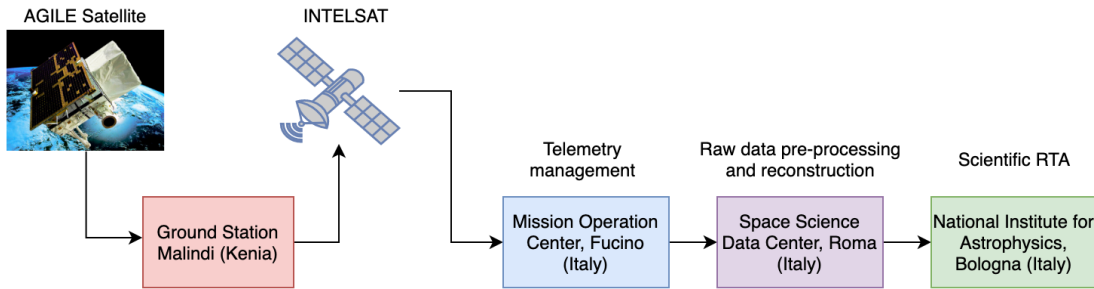 AGILE Satellite
INTELSAT
Ground Station
Malindi (Kenia)
Telemetry
management
Mission Operation
Center, Fucino
(Italy)
Raw data pre-processing
and reconstruction
Space Science
Data Center, Roma
(Italy)
Scientific RTA
National Institute for
Astrophysics,
Bologna (Italy)